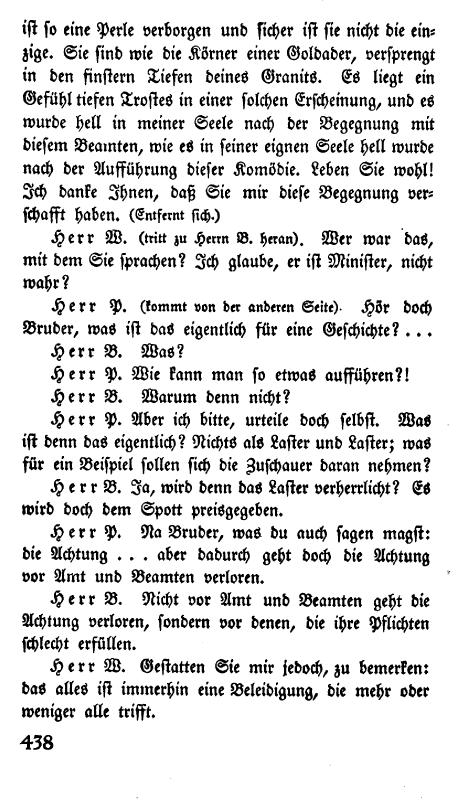 ist so eine Perle verborgen und sicher ist sie nicht die ein-
zige. Sie sind wie die Körner einer Goldader, versprengt
in den finstern Tiefen deines Granits. Es liegt ein
Gefühl tiefen Trostes in einer solchen Erscheinung, und es
wurde hell in meiner Seele nach der Begegnung mit
diesem Beamten, wie es in seiner eignen Seele hell wurde
nach der Aufführung dieser Komödie. Leben Sie wohl!
Ich danke Ihnen, daß Sie mir diese Begegnung ver-
schafft haben. (Entfernt sich.)
Herr W. (tritt zu Herrn B. heran). Wer war das,
mit dem Sie sprachen? Ich glaube, er ist Minister, nicht
wahr?
Herr P. (kommt von der anderen Seite). Hör doch
Bruder, was ist das eigentlich für eine Geschichte? . . .
Herr B. Was?
Herr P. Wie kann man so etwas aufführen?!
Herr B. Warum denn nicht?
Herr P. Aber ich bitte, urteile doch selbst. Was
ist denn das eigentlich? Nichts als Laster und Laster; was
für ein Beispiel sollen sich die Zuschauer daran nehmen?
Herr B. Ja, wird denn das Laster verherrlicht? Es
wird doch dem Spott preisgegeben.
Herr P. Na Bruder, was du auch sagen magst:
die Achtung . . . aber dadurch geht doch die Achtung
vor Amt und Beamten verloren.
Herr B. Nicht vor Amt und Beamten geht die
Achtung verloren, sondern vor denen, die ihre Pflichten
schlecht erfüllen.
Herr W. Gestatten Sie mir jedoch, zu bemerken:
das alles ist immerhin eine Beleidigung, die mehr oder
weniger alle trifft.
438